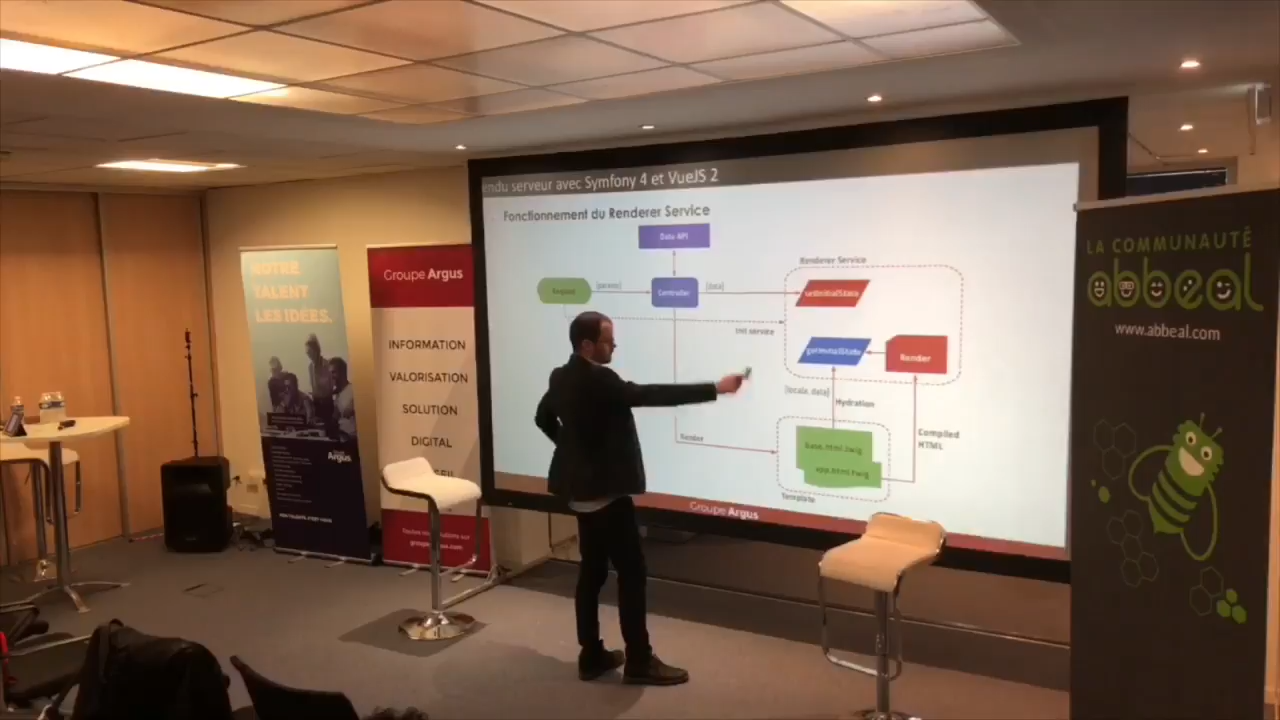 NOTRE
TALENT
LES IDÉES.
Argus
Groupe Argus
INFORMATION
VALORISATION
SOLUTION
DIGITAL
endu serveur avec Symfony 4 et VueJS 2
Fonctionnement du Renderer Service
Data API
Request
Controller
[data]
Init service
Renderer Service
setInitialState
getInitialState
Render
[locale, data]
Hydration
Compiled
HTML
Render
base.html.twig
app.html.twig
Template
Groupe Argus
LA COMMUNAUTÉ
abbeal
www.abbeal.com